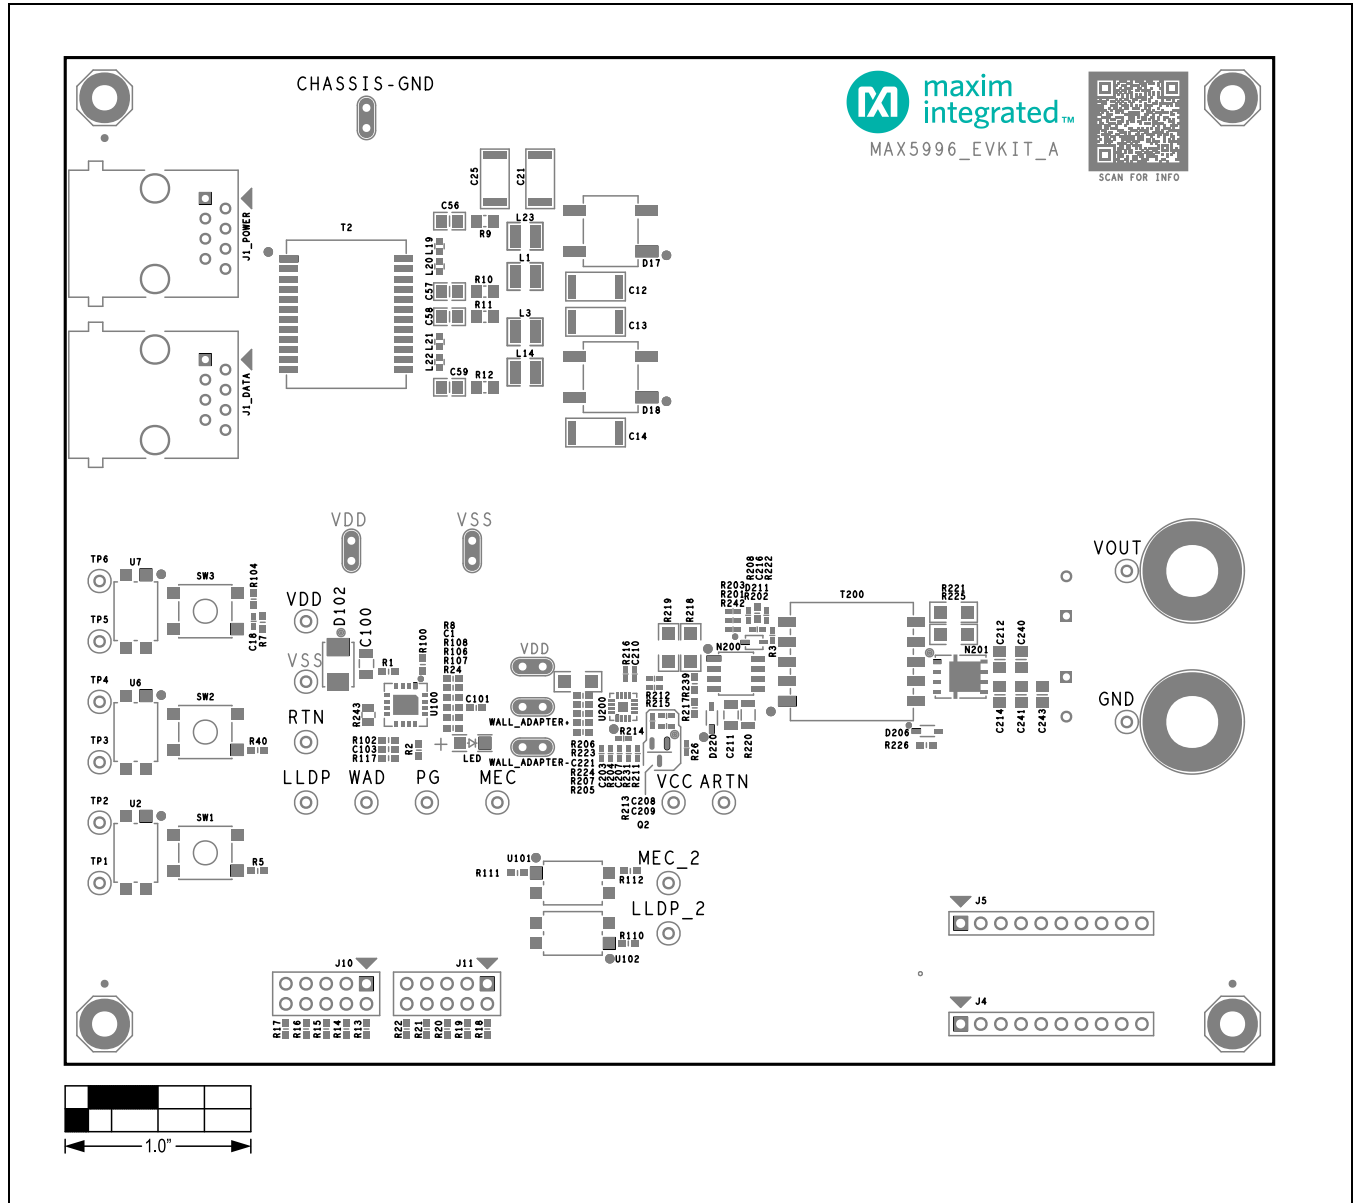 CHASSIS-GND
maxim
integrated™
MAX5996_EVKIT_A
SCAN FOR INFO
C25
C21
C56
R9
L23
T2
J1_POWER
L19
L20
L1
D17
C57
R10
C12
C58
R11
L3
C13
L21
L22
L14
C59
R12
J1_DATA
D18
C14
VDD
VSS
VOUT
TP6
U7
SW3
R104
TP5
C18
R7
VDD
D102
C100
VSS
R1
R100
R8
C1
R108
R106
R107
R24
U100
C101
VDD
WALL_ADAPTER+
WALL_ADAPTER-
R219
R218
R203
R201
R242
R208
C216
R222
D211
R202
R3
N200
T200
R221
R225
C212
C240
N201
C214
C241
C243
GND
D206
R226
R216
C210
R212
R215
R239
R217
U200
R214
R26
D220
C211
R220
TP4
U6
SW2
TP3
R40
RTN
R243
R102
C103
R117
R2
LED
R206
R223
C221
R224
R207
R205
C203
R204
C207
R231
R211
R213
C208
C209
Q2
LLDP
WAD
PG
MEC
VCC
ARTN
TP2
U2
SW1
TP1
R5
U101
R111
R112
MEC_2
LLDP_2
R110
U102
J10
J11
J5
J4
R17
R16
R15
R14
R13
R22
R21
R20
R19
R18
1.0"